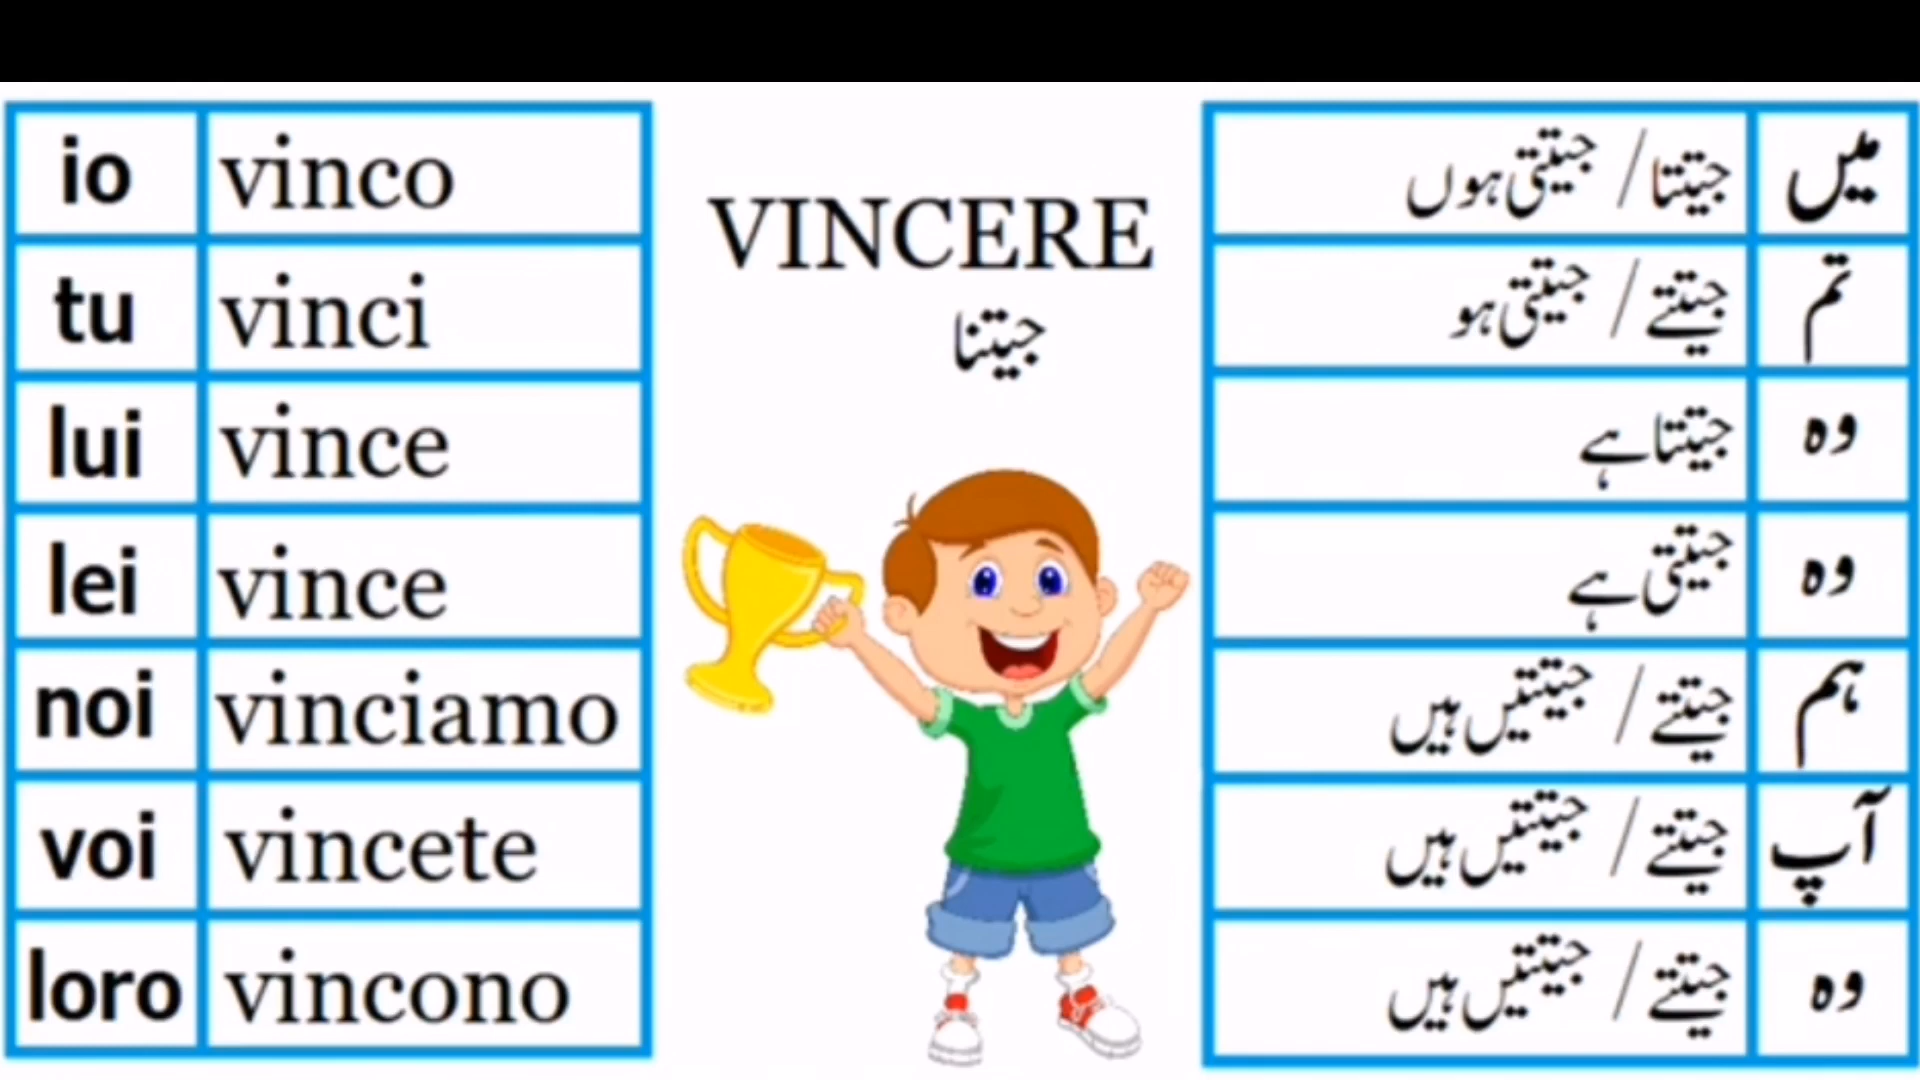 io vinco
tu vinci
lui vince
lei vince
noi vinciamo
voi vincete
loro vincono
VINCERE
جیتنا
میں جیتتا / جیتتی ہوں
تم جیتتے / جیتتی ہو
وہ جیتتا ہے
وہ جیتتی ہے
ہم جیتتے / جیتتیں ہیں
آپ جیتتے / جیتتیں ہیں
وہ جیتتے / جیتتیں ہیں